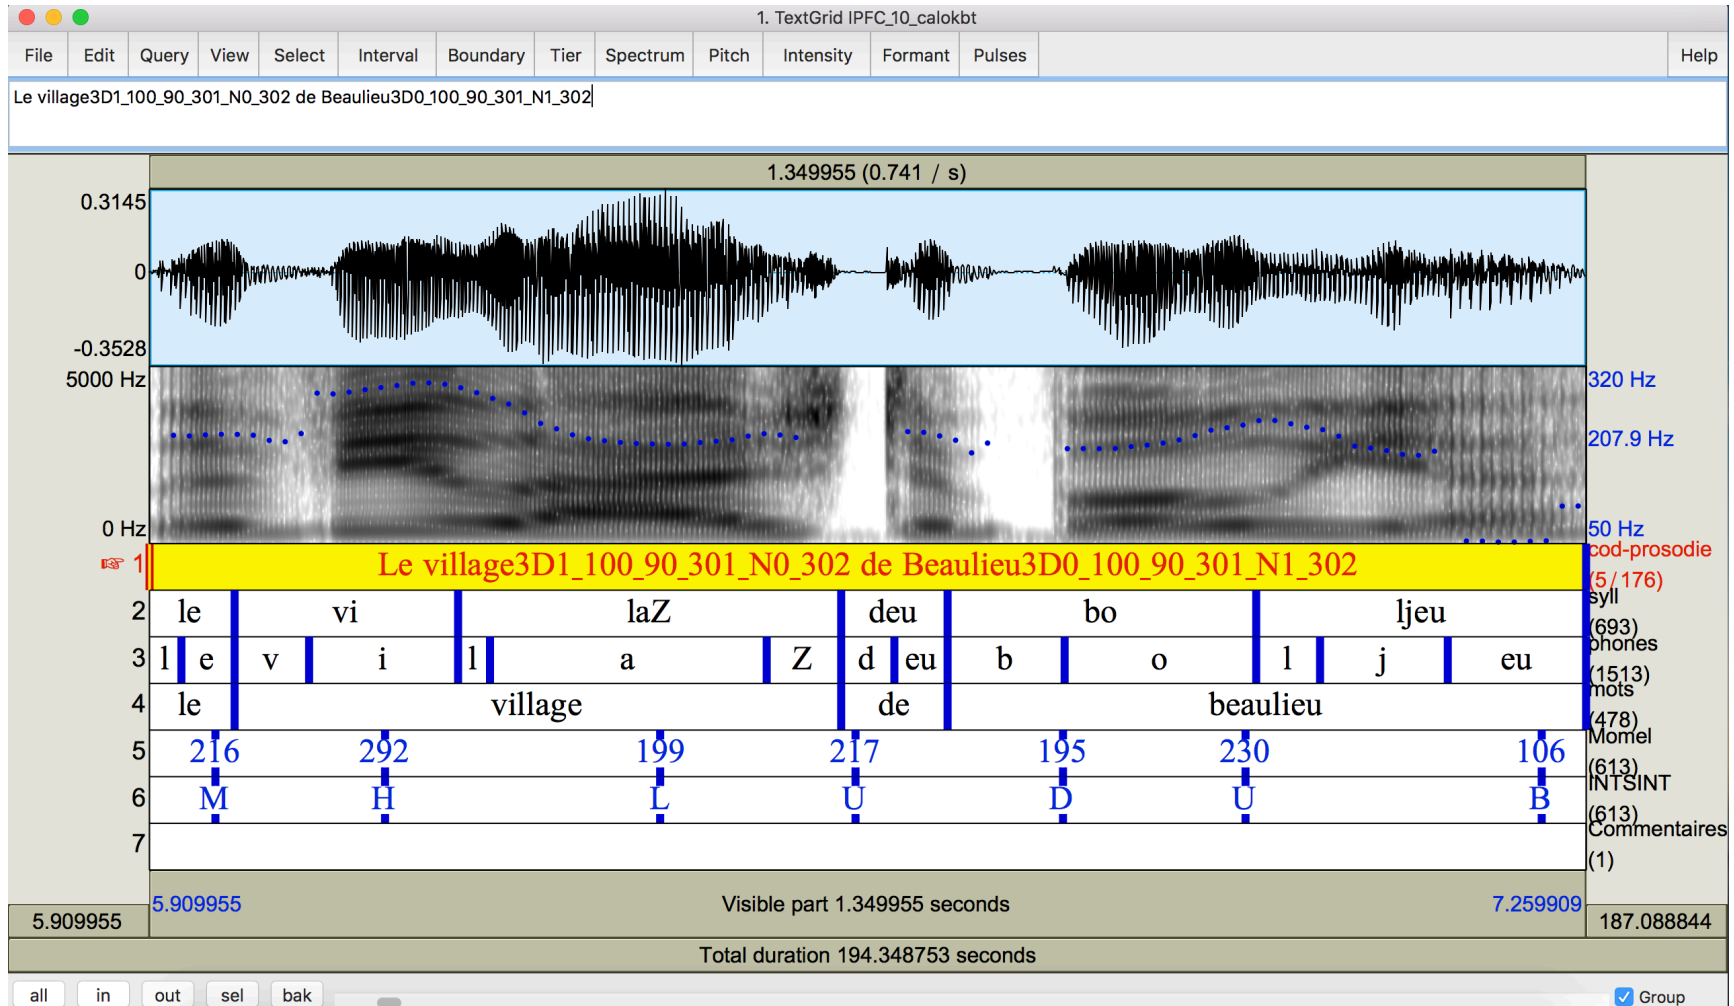 1. TextGrid IPFC_10_calokbt
File Edit Query View Select Interval Boundary Tier Spectrum Pitch Intensity Formant Pulses Help
Le village3D1_100_90_301_N0_302 de Beaulieu3D0_100_90_301_N1_302
1.349955 (0.741 / s)
0.3145
0
-0.3528
5000 Hz 320 Hz
207.9 Hz
0 Hz 50 Hz
☞ 1 Le village3D1_100_90_301_N0_302 de Beaulieu3D0_100_90_301_N1_302 cod-prosodie
(5/176)
2 le vi laZ deu bo ljeu syll
(693)
3 l e v i l a Z d eu b o l j eu phones
(1513)
4 le village de beaulieu mots
(478)
5 216 292 199 217 195 230 106 Momel
(613)
6 M H L U D U B INTSINT
(613)
7 Commentaires
(1)
5.909955 Visible part 1.349955 seconds 7.259909
5.909955 187.088844
Total duration 194.348753 seconds
all in out sel bak Group